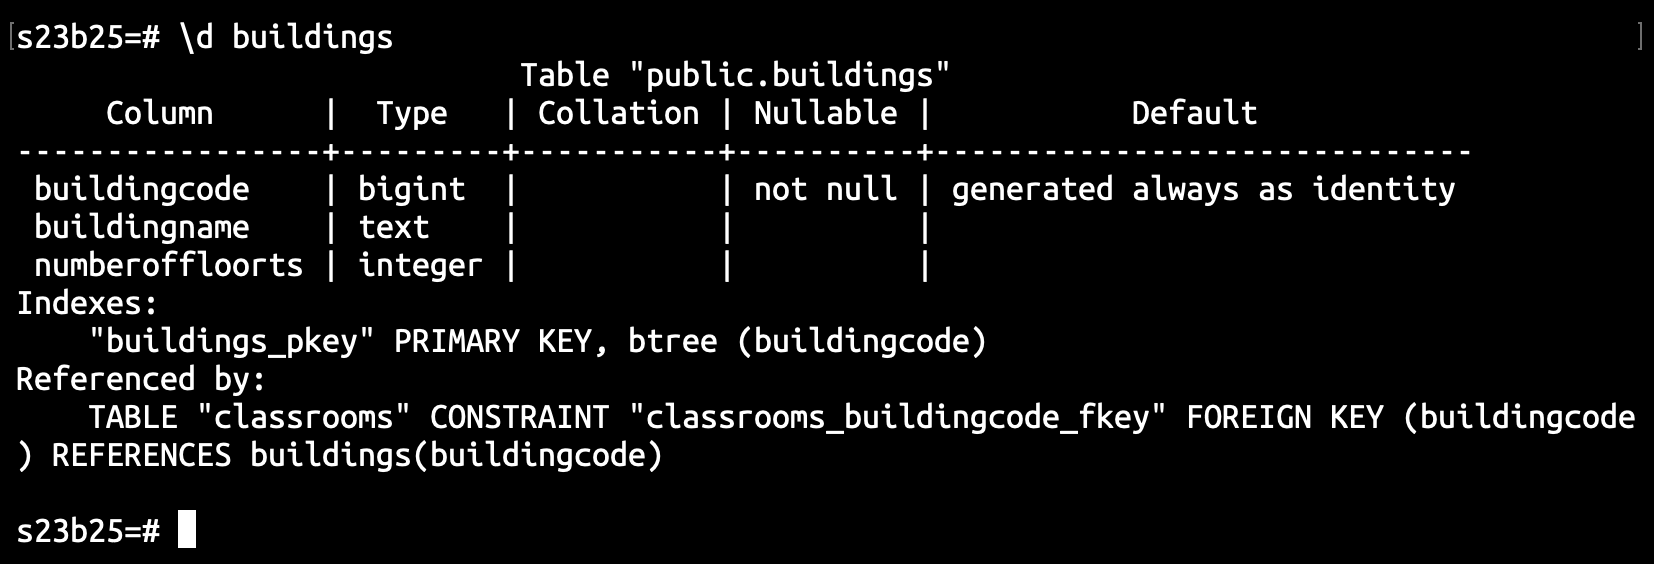 [s23b25=# \d buildings ]
                            Table "public.buildings"
     Column      |  Type   | Collation | Nullable |           Default
-----------------+---------+-----------+----------+------------------------------
 buildingcode    | bigint  |           | not null | generated always as identity
 buildingname    | text    |           |          |
 numberoffloorts | integer |           |          |
Indexes:
    "buildings_pkey" PRIMARY KEY, btree (buildingcode)
Referenced by:
    TABLE "classrooms" CONSTRAINT "classrooms_buildingcode_fkey" FOREIGN KEY (buildingcode
) REFERENCES buildings(buildingcode)
s23b25=#